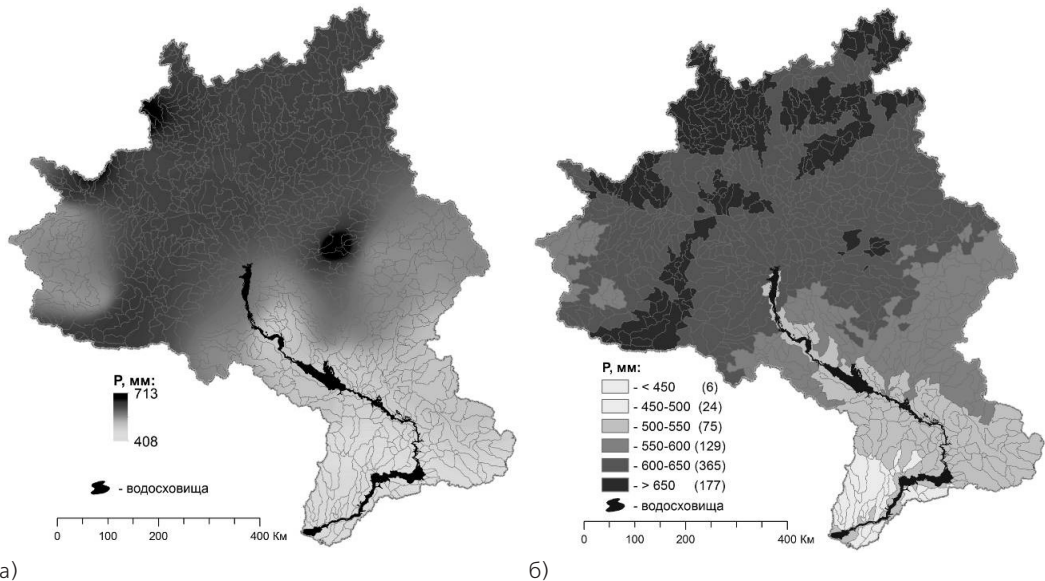 P, мм:
713
408
- водосховища
0 100 200 400 Км
а)
P, мм:
- < 450 (6)
- 450-500 (24)
- 500-550 (75)
- 550-600 (129)
- 600-650 (365)
- > 650 (177)
- водосховища
0 100 200 400 Км
б)